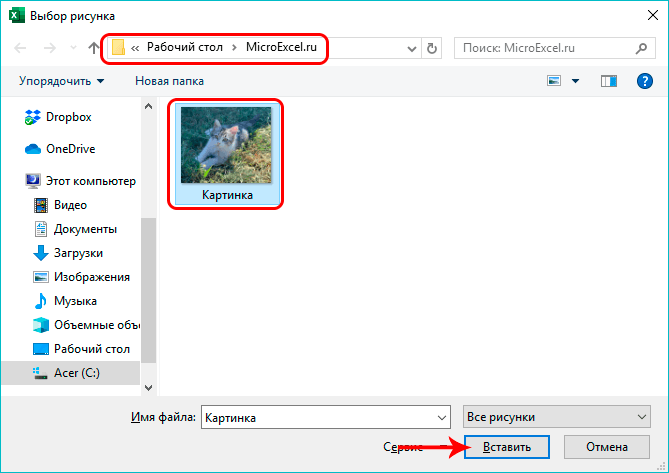 Выбор рисунка
« Рабочий стол › MicroExcel.ru
Поиск: MicroExcel.ru
Упорядочить Новая папка
Dropbox
OneDrive
Этот компьютер
Видео
Документы
Загрузки
Изображения
Музыка
Объемные объ
Рабочий стол
Acer (C:)
Картинка
Имя файла: Картинка Все рисунки
Сервис Вставить Отмена